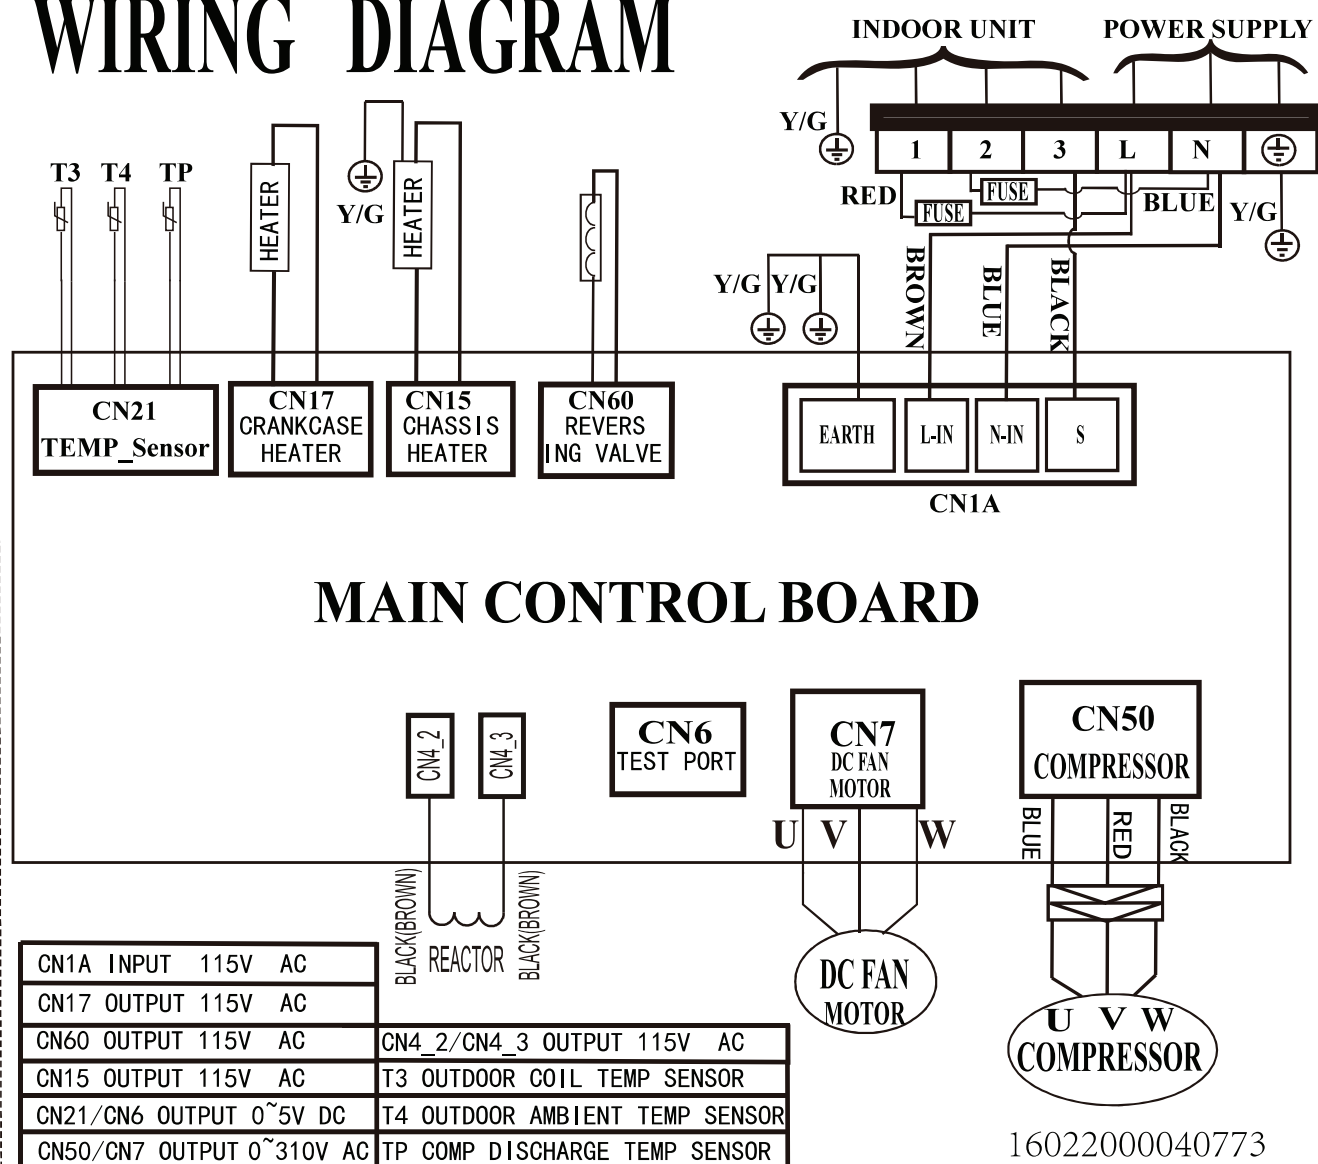 WIRING DIAGRAM
INDOOR UNIT POWER SUPPLY
Y/G
1 2 3 L N
RED FUSE FUSE BLUE Y/G
T3 T4 TP
HEATER
Y/G
HEATER
Y/G Y/G
BROWN
BLUE
BLACK
CN21
TEMP_Sensor
CN17
CRANKCASE
HEATER
CN15
CHASSIS
HEATER
CN60
REVERS
ING VALVE
EARTH L-IN N-IN S
CN1A
MAIN CONTROL BOARD
CN4_2
CN4_3
CN6
TEST PORT
CN7
DC FAN
MOTOR
U V W
CN50
COMPRESSOR
BLUE
RED
BLACK
BLACK(BROWN)
REACTOR
BLACK(BROWN)
DC FAN
MOTOR
U V W
COMPRESSOR
CN1A INPUT 115V AC
CN17 OUTPUT 115V AC
CN60 OUTPUT 115V AC CN4_2/CN4_3 OUTPUT 115V AC
CN15 OUTPUT 115V AC T3 OUTDOOR COIL TEMP SENSOR
CN21/CN6 OUTPUT 0~5V DC T4 OUTDOOR AMBIENT TEMP SENSOR
CN50/CN7 OUTPUT 0~310V AC TP COMP DISCHARGE TEMP SENSOR
16022000040773